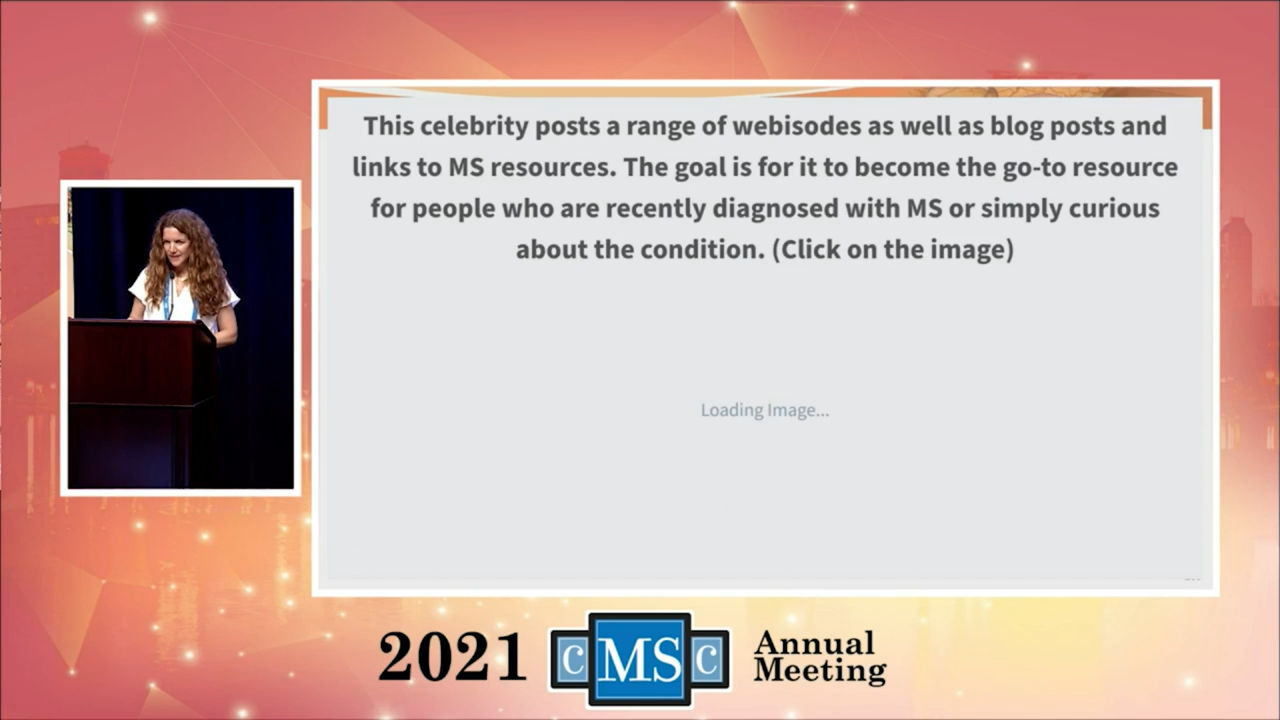 This celebrity posts a range of webisodes as well as blog posts and
links to MS resources. The goal is for it to become the go-to resource
for people who are recently diagnosed with MS or simply curious
about the condition. (Click on the image)
Loading Image...
2021 CMSC Annual
Meeting